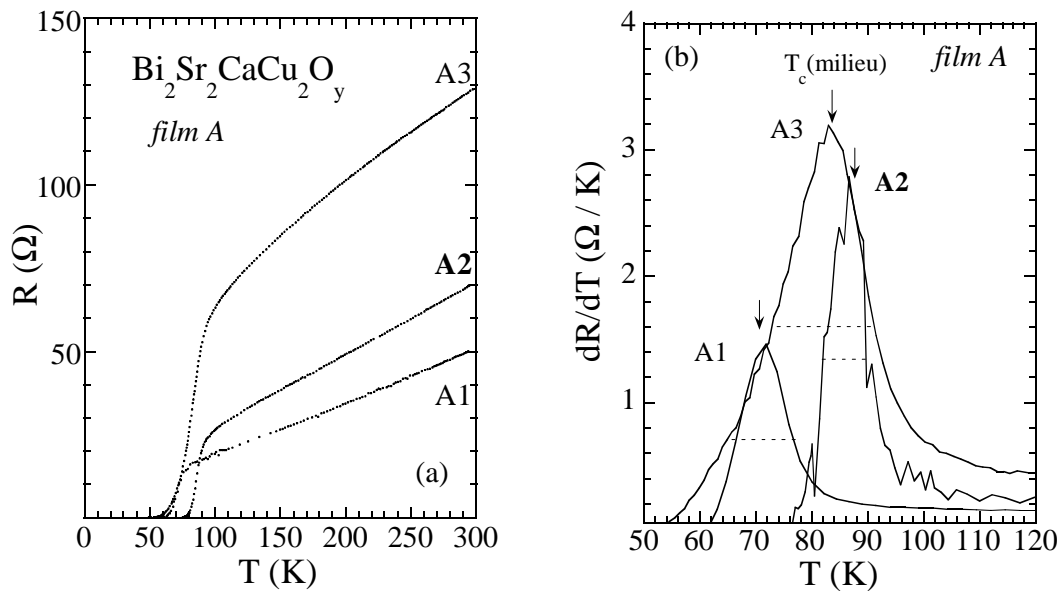 150
100
50
0
R (Ω)
Bi2Sr2CaCu2Oy
film A
A3
A2
A1
(a)
0 50 100 150 200 250 300
T (K)
4
3
2
1
dR/dT (Ω / K)
(b)
Tc(milieu)
film A
A3
A2
A1
50 60 70 80 90 100 110 120
T (K)